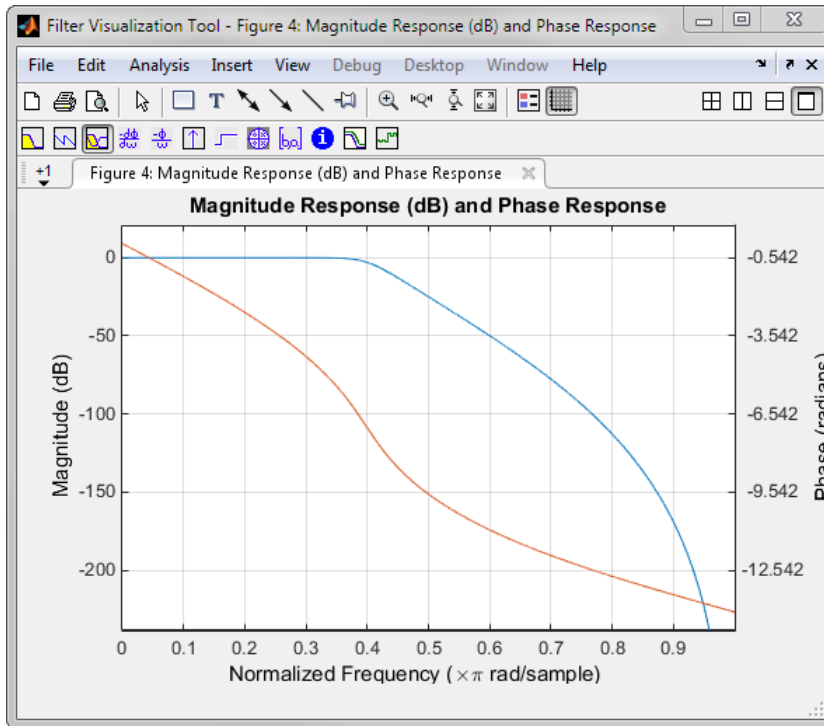 Filter Visualization Tool - Figure 4: Magnitude Response (dB) and Phase Response
File Edit Analysis Insert View Debug Desktop Window Help
+1 Figure 4: Magnitude Response (dB) and Phase Response
Magnitude Response (dB) and Phase Response
0
-50
-100
-150
-200
Magnitude (dB)
-0.542
-3.542
-6.542
-9.542
-12.542
Phase (radians)
0 0.1 0.2 0.3 0.4 0.5 0.6 0.7 0.8 0.9
Normalized Frequency (×π rad/sample)